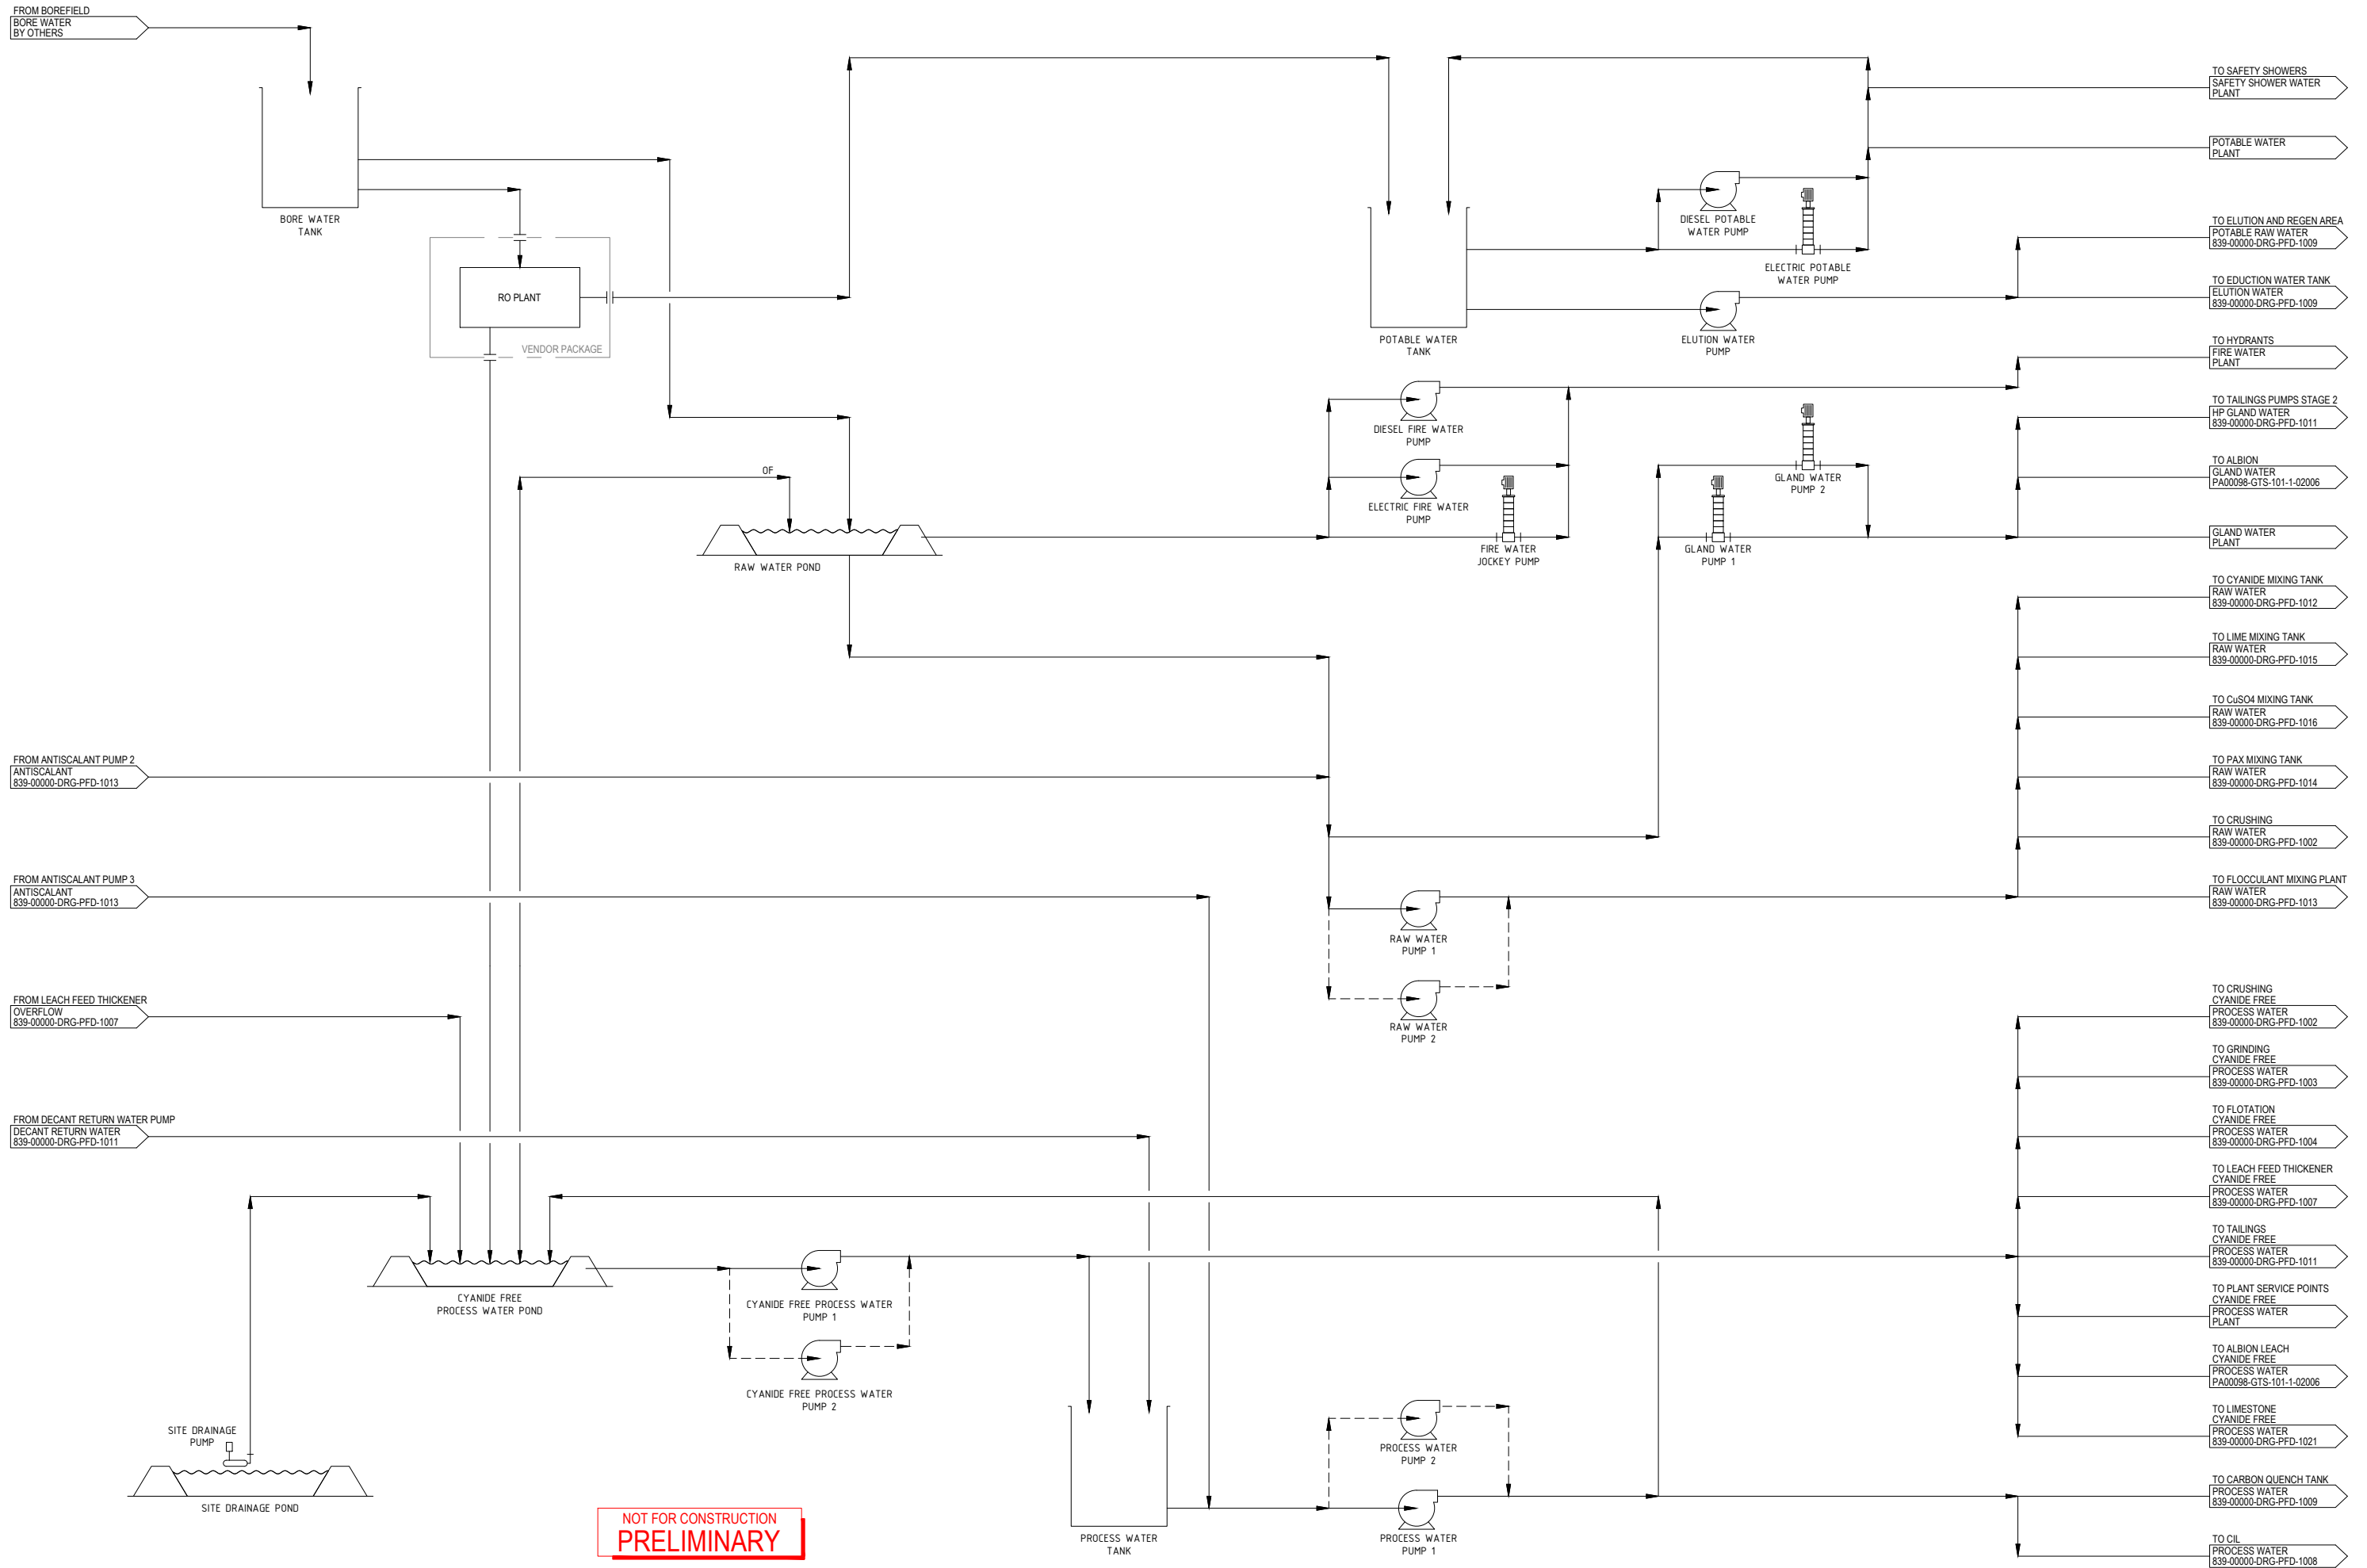 FROM BOREFIELD
BORE WATER
BY OTHERS
TO SAFETY SHOWERS
SAFETY SHOWER WATER
PLANT
POTABLE WATER
PLANT
BORE WATER
TANK
DIESEL POTABLE
WATER PUMP
ELECTRIC POTABLE
WATER PUMP
TO ELUTION AND REGEN AREA
POTABLE RAW WATER
839-00000-DRG-PFD-1009
RO PLANT
VENDOR PACKAGE
TO EDUCTION WATER TANK
ELUTION WATER
839-00000-DRG-PFD-1009
POTABLE WATER
TANK
ELUTION WATER
PUMP
TO HYDRANTS
FIRE WATER
PLANT
DIESEL FIRE WATER
PUMP
TO TAILINGS PUMPS STAGE 2
HP GLAND WATER
839-00000-DRG-PFD-1011
OF
ELECTRIC FIRE WATER
PUMP
GLAND WATER
PUMP 2
TO ALBION
GLAND WATER
PA00098-GTS-101-1-02006
RAW WATER POND
FIRE WATER
JOCKEY PUMP
GLAND WATER
PUMP 1
GLAND WATER
PLANT
TO CYANIDE MIXING TANK
RAW WATER
839-00000-DRG-PFD-1012
TO LIME MIXING TANK
RAW WATER
839-00000-DRG-PFD-1015
TO CuSO4 MIXING TANK
RAW WATER
839-00000-DRG-PFD-1016
FROM ANTISCALANT PUMP 2
ANTISCALANT
839-00000-DRG-PFD-1013
TO PAX MIXING TANK
RAW WATER
839-00000-DRG-PFD-1014
TO CRUSHING
RAW WATER
839-00000-DRG-PFD-1002
FROM ANTISCALANT PUMP 3
ANTISCALANT
839-00000-DRG-PFD-1013
TO FLOCCULANT MIXING PLANT
RAW WATER
839-00000-DRG-PFD-1013
RAW WATER
PUMP 1
RAW WATER
PUMP 2
FROM LEACH FEED THICKENER
OVERFLOW
839-00000-DRG-PFD-1007
TO CRUSHING
CYANIDE FREE
PROCESS WATER
839-00000-DRG-PFD-1002
TO GRINDING
CYANIDE FREE
PROCESS WATER
839-00000-DRG-PFD-1003
FROM DECANT RETURN WATER PUMP
DECANT RETURN WATER
839-00000-DRG-PFD-1011
TO FLOTATION
CYANIDE FREE
PROCESS WATER
839-00000-DRG-PFD-1004
TO LEACH FEED THICKENER
CYANIDE FREE
PROCESS WATER
839-00000-DRG-PFD-1007
TO TAILINGS
CYANIDE FREE
PROCESS WATER
839-00000-DRG-PFD-1011
CYANIDE FREE
PROCESS WATER POND
CYANIDE FREE PROCESS WATER
PUMP 1
TO PLANT SERVICE POINTS
CYANIDE FREE
PROCESS WATER
PLANT
CYANIDE FREE PROCESS WATER
PUMP 2
TO ALBION LEACH
CYANIDE FREE
PROCESS WATER
PA00098-GTS-101-1-02006
SITE DRAINAGE
PUMP
PROCESS WATER
PUMP 2
TO LIMESTONE
CYANIDE FREE
PROCESS WATER
839-00000-DRG-PFD-1021
SITE DRAINAGE POND
TO CARBON QUENCH TANK
PROCESS WATER
839-00000-DRG-PFD-1009
NOT FOR CONSTRUCTION
PRELIMINARY
PROCESS WATER
TANK
PROCESS WATER
PUMP 1
TO CIL
PROCESS WATER
839-00000-DRG-PFD-1008